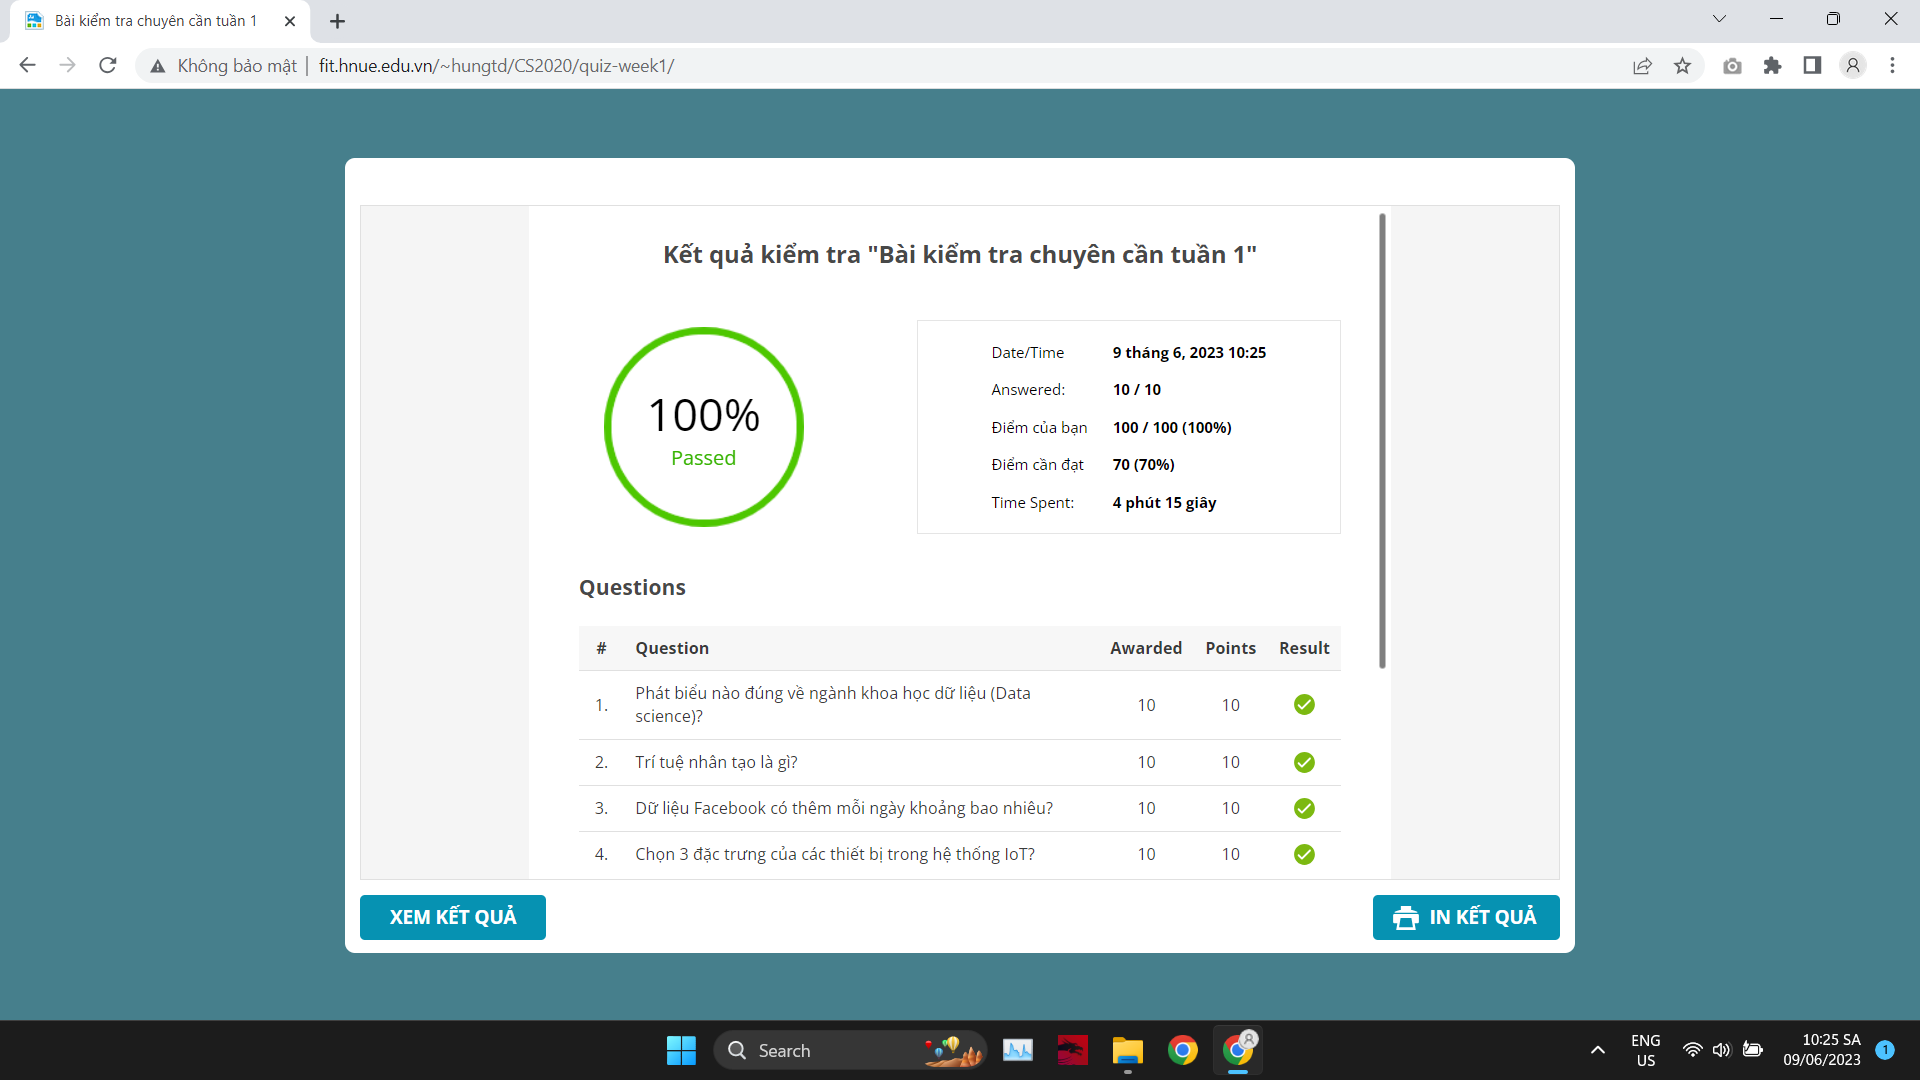 Bài kiểm tra chuyên cần tuần 1
Không bảo mật | fit.hnue.edu.vn/~hungtd/CS2020/quiz-week1/
Kết quả kiểm tra "Bài kiểm tra chuyên cần tuần 1"
100%
Passed
Date/Time 9 tháng 6, 2023 10:25
Answered: 10 / 10
Điểm của bạn 100 / 100 (100%)
Điểm cần đạt 70 (70%)
Time Spent: 4 phút 15 giây
Questions
# Question Awarded Points Result
1. Phát biểu nào đúng về ngành khoa học dữ liệu (Data
science)? 10 10
2. Trí tuệ nhân tạo là gì? 10 10
3. Dữ liệu Facebook có thêm mỗi ngày khoảng bao nhiêu? 10 10
4. Chọn 3 đặc trưng của các thiết bị trong hệ thống IoT? 10 10
XEM KẾT QUẢ
IN KẾT QUẢ
Search
ENG
US
10:25 SA
09/06/2023
1